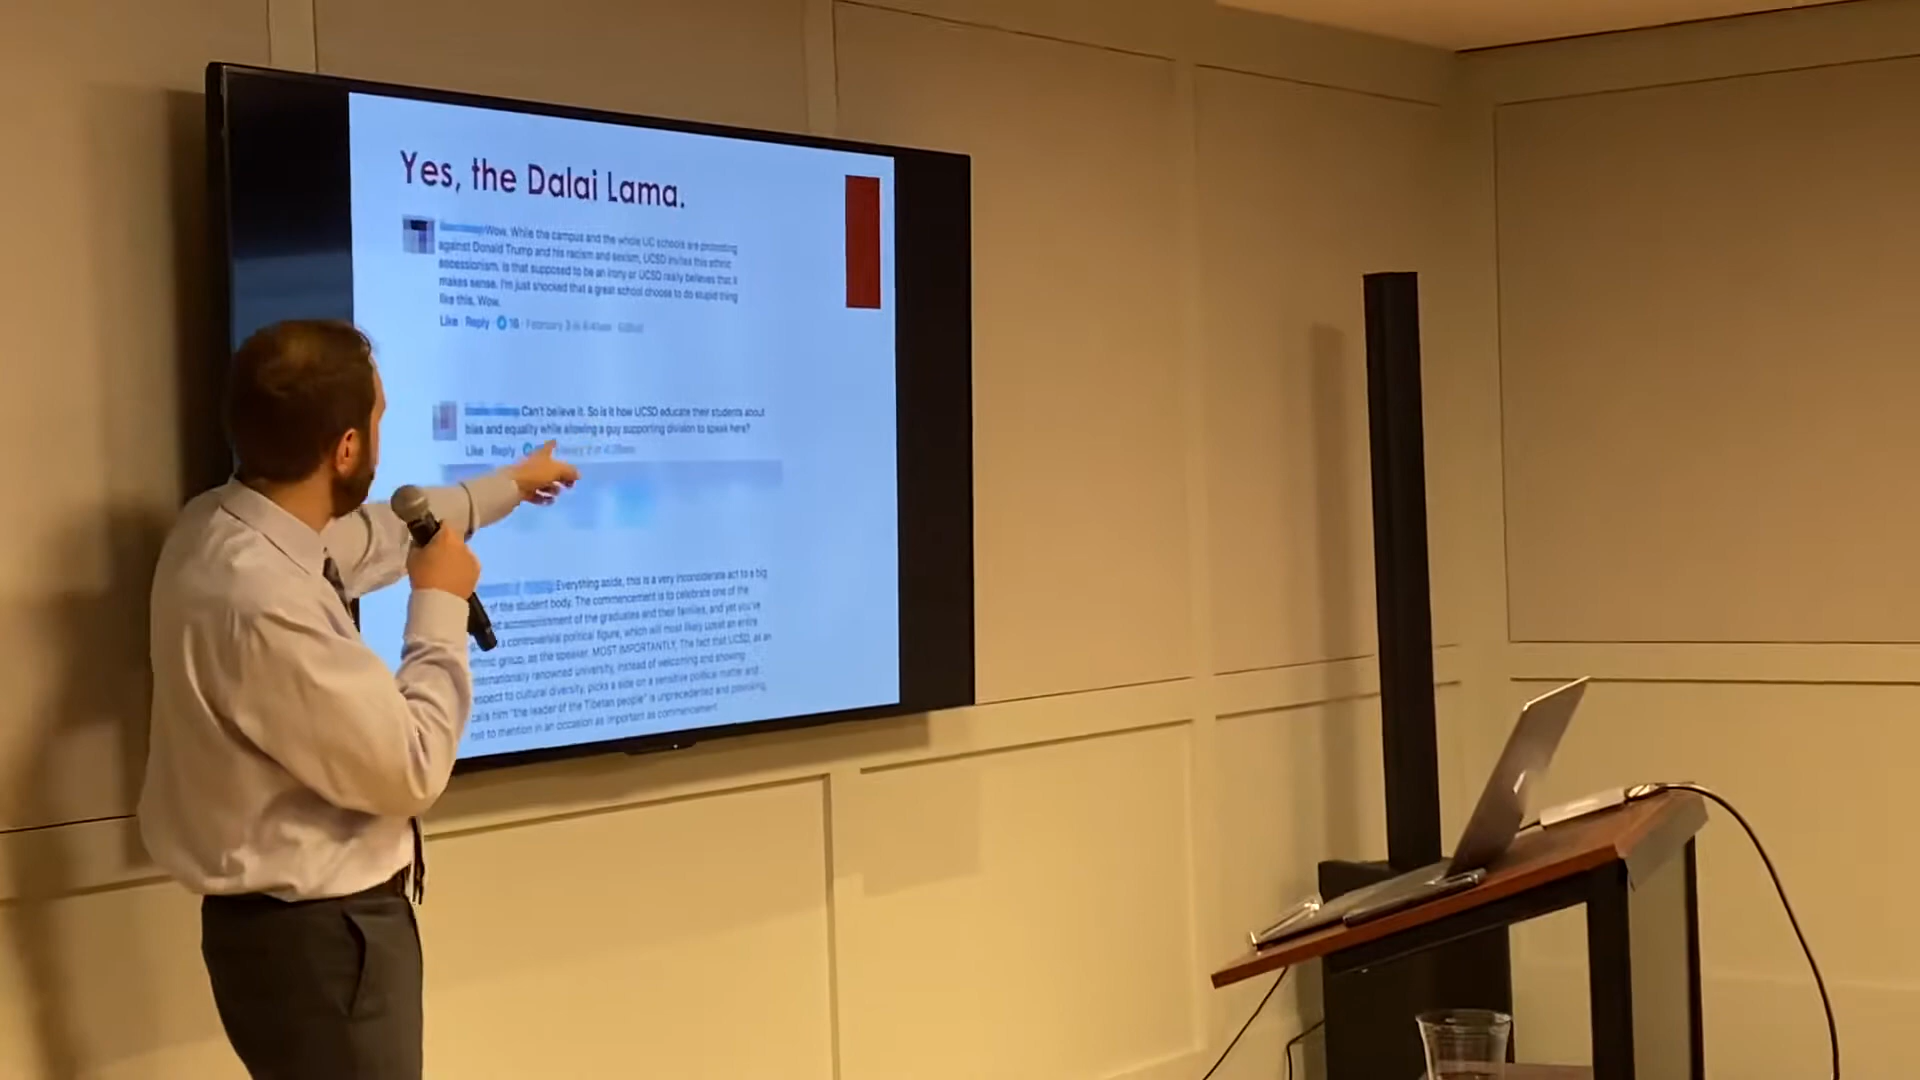 Yes, the Dalai Lama.
Wow. While the campus and the whole UC schools are protesting
against Donald Trump and his racism and sexism, UCSD invites this ethnic
secessionism. Is that supposed to be an irony or UCSD really believes that it
makes sense. I'm just shocked that a great school choose to do stupid thing
like this. Wow.
Like Reply 16 February 3 at
Can't believe it. So is it how UCSD educate their students about
bias and equality while allowing a guy supporting division to speak here?
Like Reply
Everything aside, this is a very inconsiderate act to a big
of the student body. The commencement is to celebrate one of the
accomplishment of the graduates and their families, and yet you've
a controversial political figure, which will most likely upset an entire
ethnic group, as the speaker. MOST IMPORTANTLY, The fact that UCSD, as an
internationally renowned university, instead of welcoming and showing
respect to cultural diversity, picks a side on a sensitive political matter and
calls him "the leader of the Tibetan people" is unprecedented and provoking,
not to mention in an occasion as important as commencement.